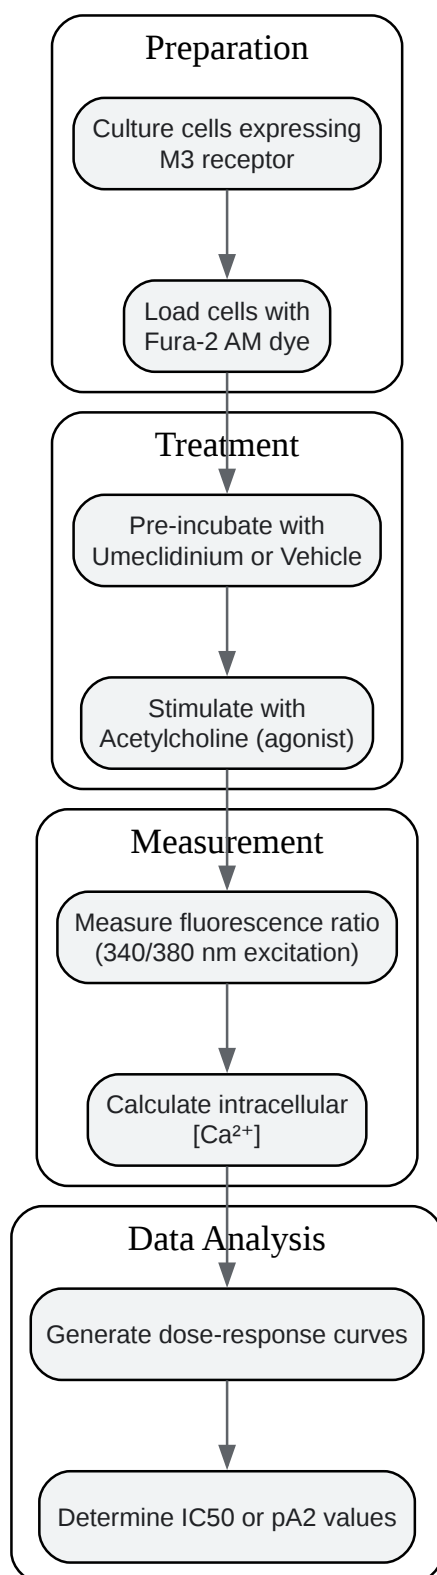 Preparation
Culture cells expressing
M3 receptor
Load cells with
Fura-2 AM dye
Treatment
Pre-incubate with
Umeclidinium or Vehicle
Stimulate with
Acetylcholine (agonist)
Measurement
Measure fluorescence ratio
(340/380 nm excitation)
Calculate intracellular
[Ca²⁺]
Data Analysis
Generate dose-response curves
Determine IC50 or pA2 values